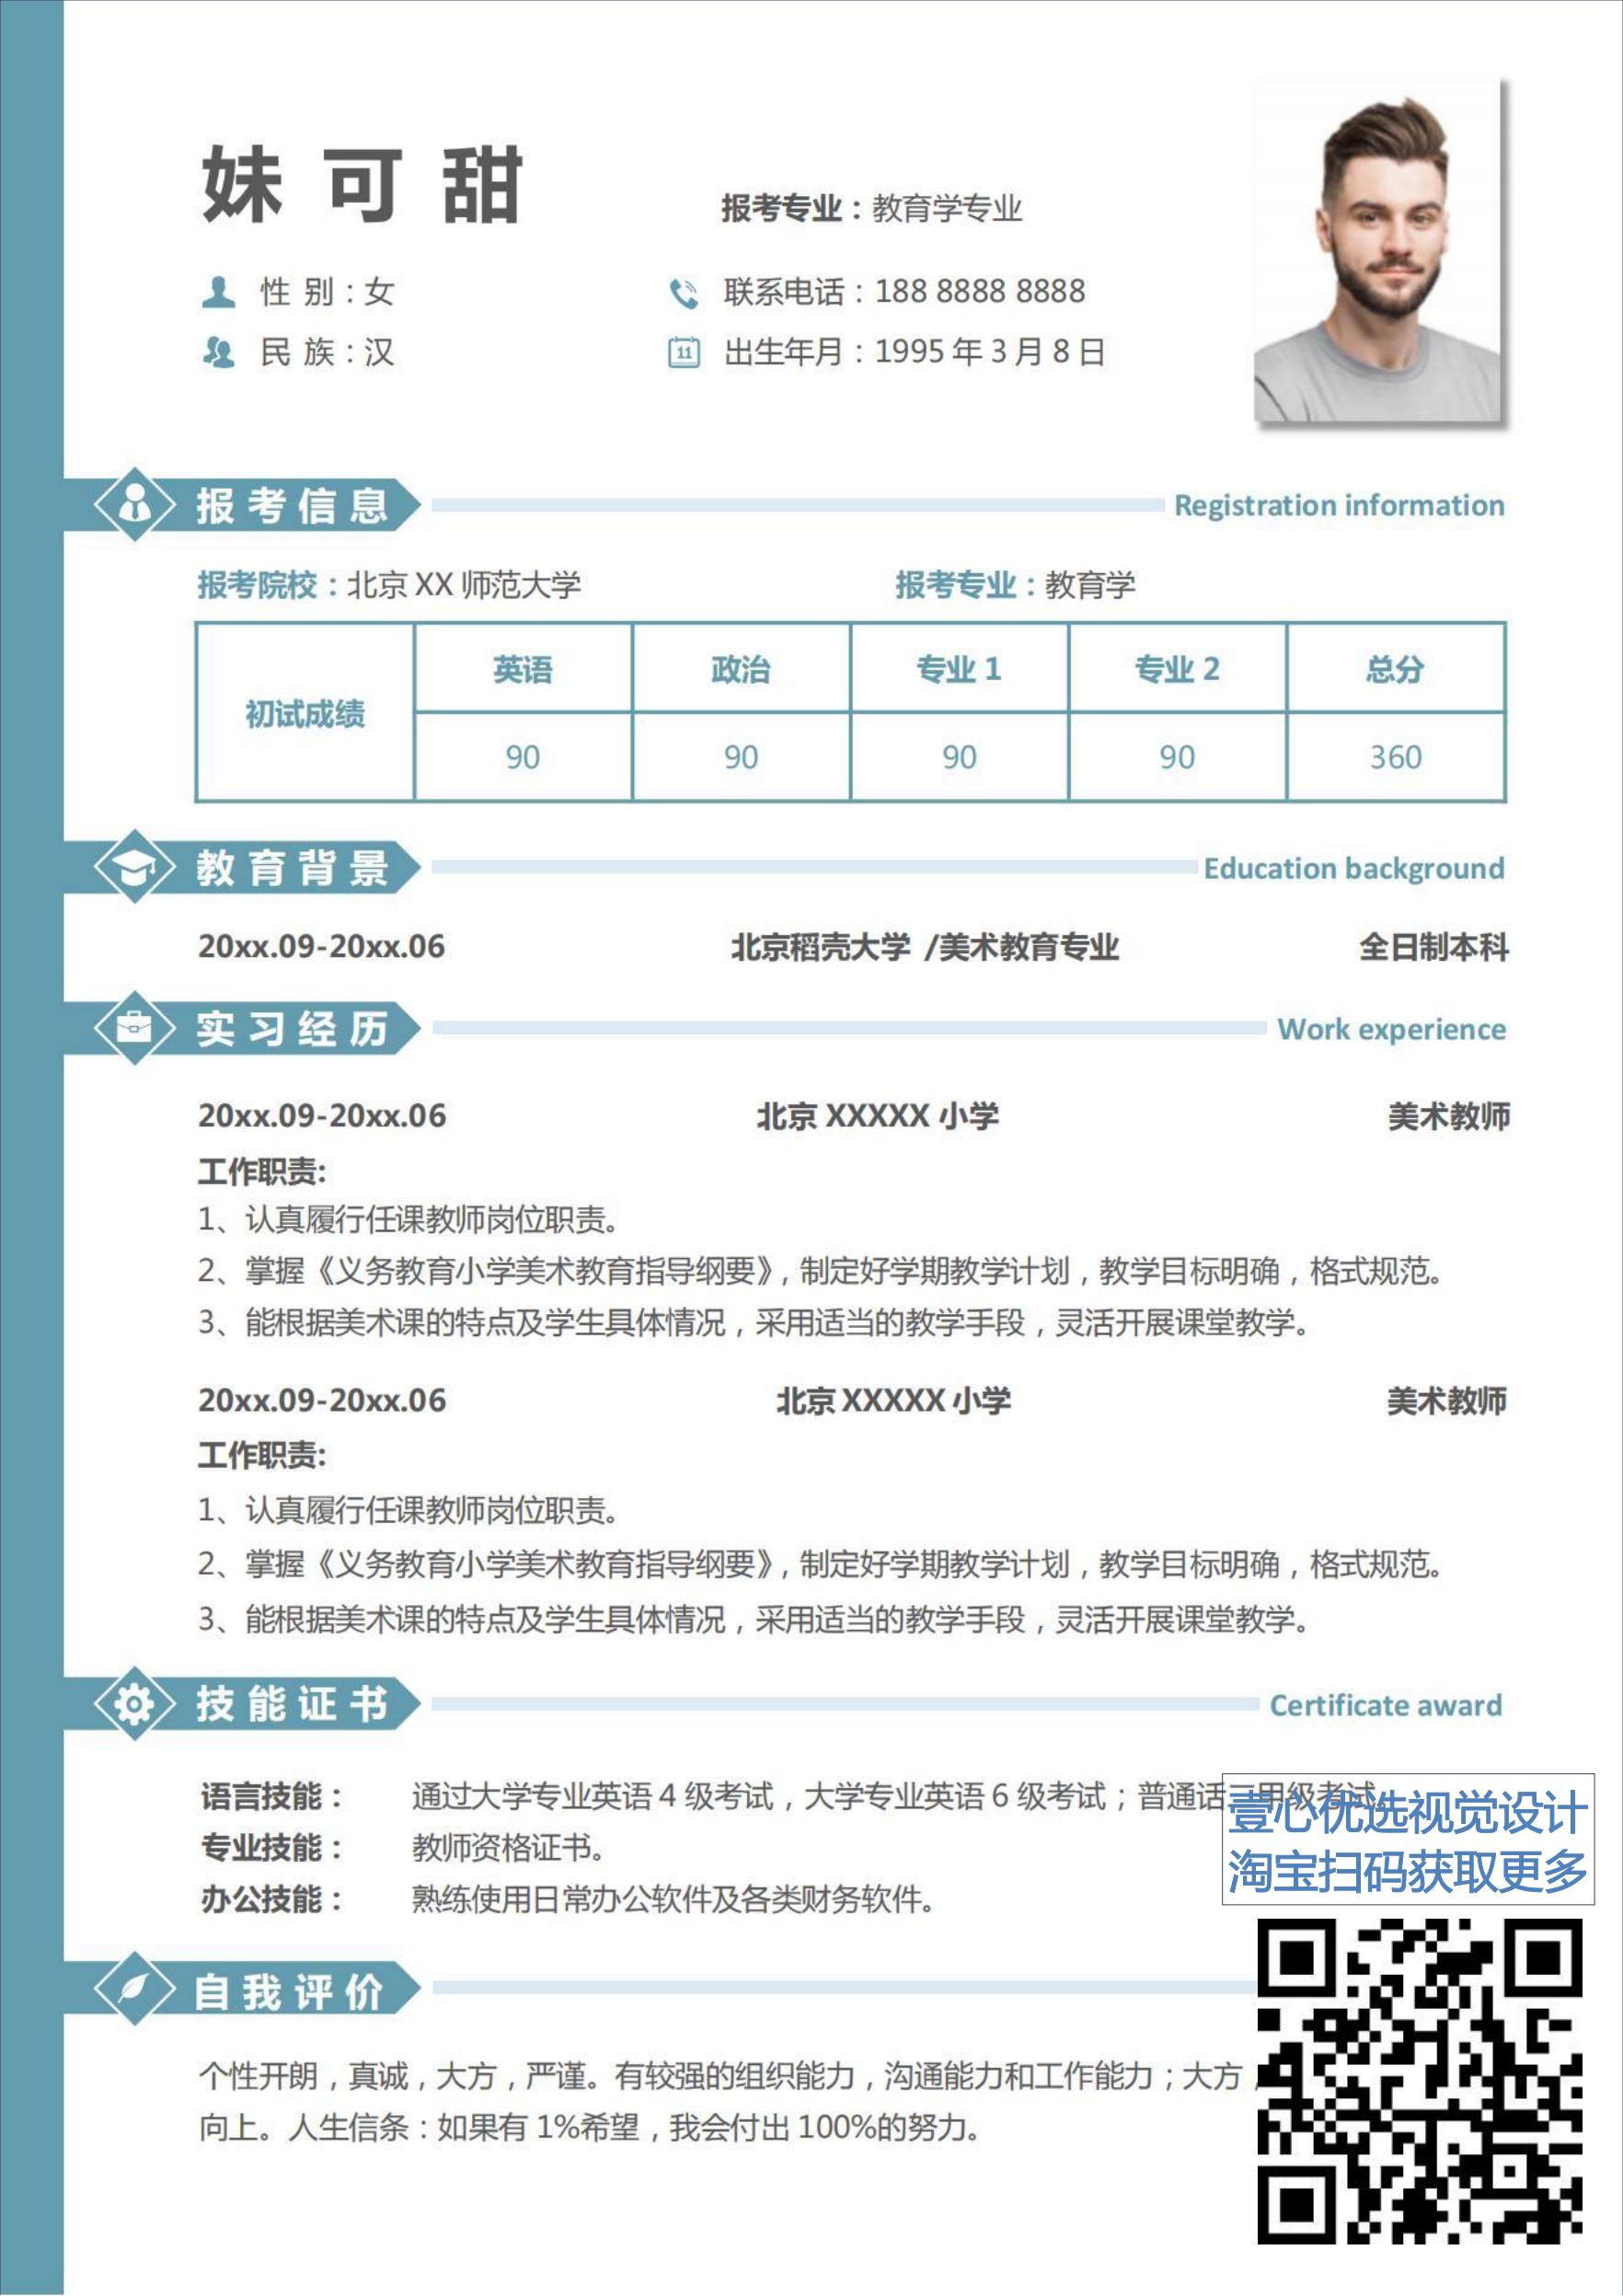 妹可甜
报考专业：教育学专业
性 别：女
联系电话：188 8888 8888
民 族：汉
11
出生年月：1995 年 3 月 8 日
报考信息
Registration information
报考院校：北京 XX 师范大学
报考专业：教育学
初试成绩 英语 政治 专业 1 专业 2 总分
90 90 90 90 360
教育背景
Education background
20xx.09-20xx.06 北京稻壳大学 /美术教育专业 全日制本科
实习经历
Work experience
20xx.09-20xx.06 北京 XXXXX 小学 美术教师
工作职责:
1、认真履行任课教师岗位职责。
2、掌握《义务教育小学美术教育指导纲要》, 制定好学期教学计划，教学目标明确，格式规范。
3、能根据美术课的特点及学生具体情况，采用适当的教学手段，灵活开展课堂教学。
20xx.09-20xx.06 北京 XXXXX 小学 美术教师
工作职责:
1、认真履行任课教师岗位职责。
2、掌握《义务教育小学美术教育指导纲要》, 制定好学期教学计划，教学目标明确，格式规范。
3、能根据美术课的特点及学生具体情况，采用适当的教学手段，灵活开展课堂教学。
技能证书
Certificate award
语言技能： 通过大学专业英语 4 级考试，大学专业英语 6 级考试；普通话甲级考试
专业技能： 教师资格证书。
办公技能： 熟练使用日常办公软件及各类财务软件。
壹心优选视觉设计
淘宝扫码获取更多
自我评价
个性开朗，真诚，大方，严谨。有较强的组织能力，沟通能力和工作能力；大方，
向上。人生信条：如果有 1%希望，我会付出 100%的努力。